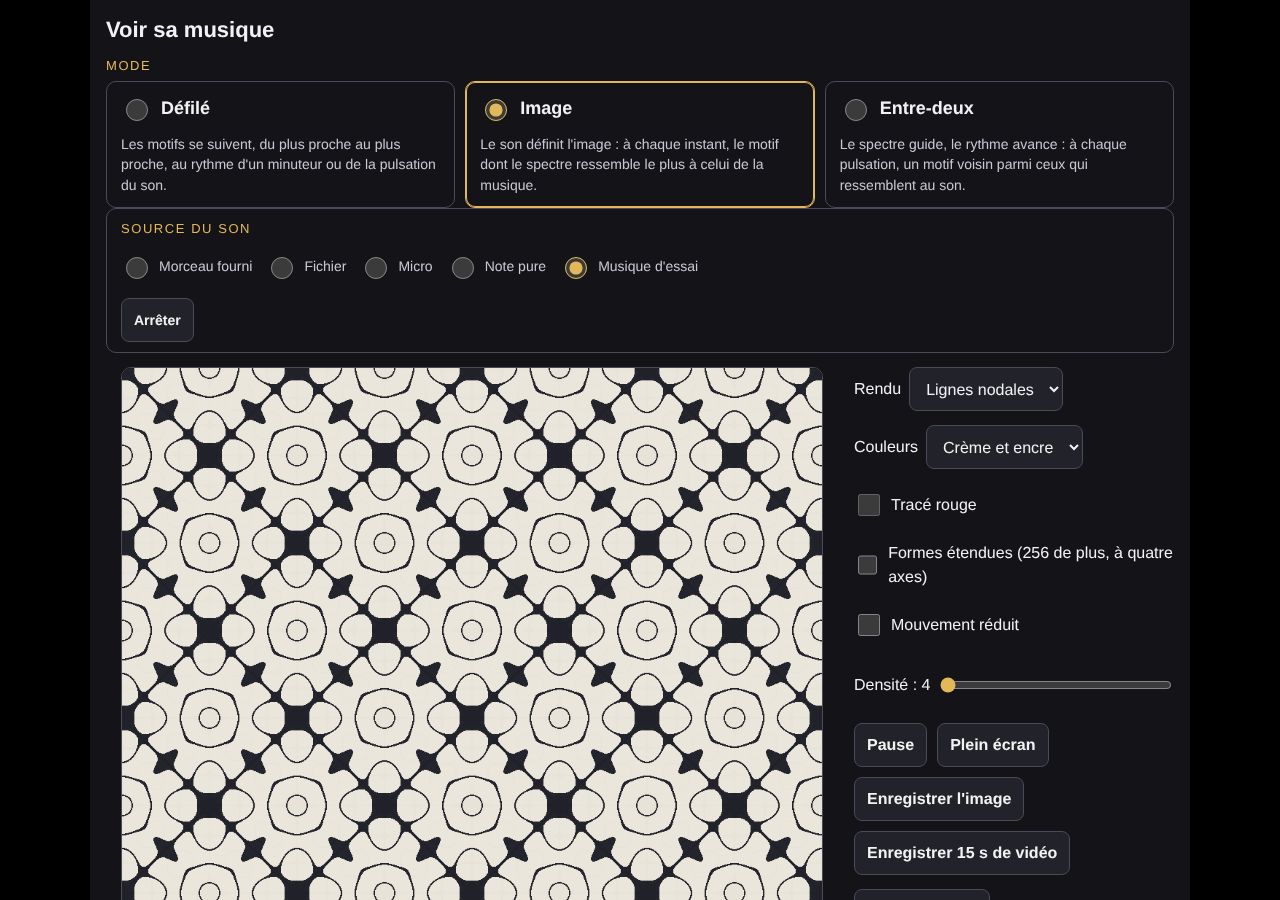 Voir sa musique
MODE
Défilé
Les motifs se suivent, du plus proche au plus
proche, au rythme d'un minuteur ou de la pulsation
du son.
Image
Le son définit l'image : à chaque instant, le motif
dont le spectre ressemble le plus à celui de la
musique.
Entre-deux
Le spectre guide, le rythme avance : à chaque
pulsation, un motif voisin parmi ceux qui
ressemblent au son.
SOURCE DU SON
Morceau fourni
Fichier
Micro
Note pure
Musique d'essai
Arrêter
Rendu
Lignes nodales
Couleurs
Crème et encre
Tracé rouge
Formes étendues (256 de plus, à quatre
axes)
Mouvement réduit
Densité : 4
Pause
Plein écran
Enregistrer l'image
Enregistrer 15 s de vidéo